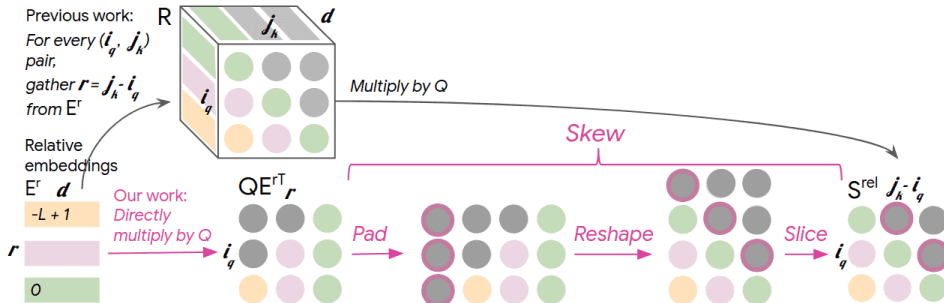 Previous work:
For every (i_q, j_k)
pair,
gather r = j_k - i_q
from E^r
R
j_k
d
i_q
Multiply by Q
Relative
embeddings
E^r d
-L + 1
r
0
Our work:
Directly
multiply by Q
QE^rT
r
i_q
Skew
Pad
Reshape
Slice
S^rel
j_k - i_q
i_q